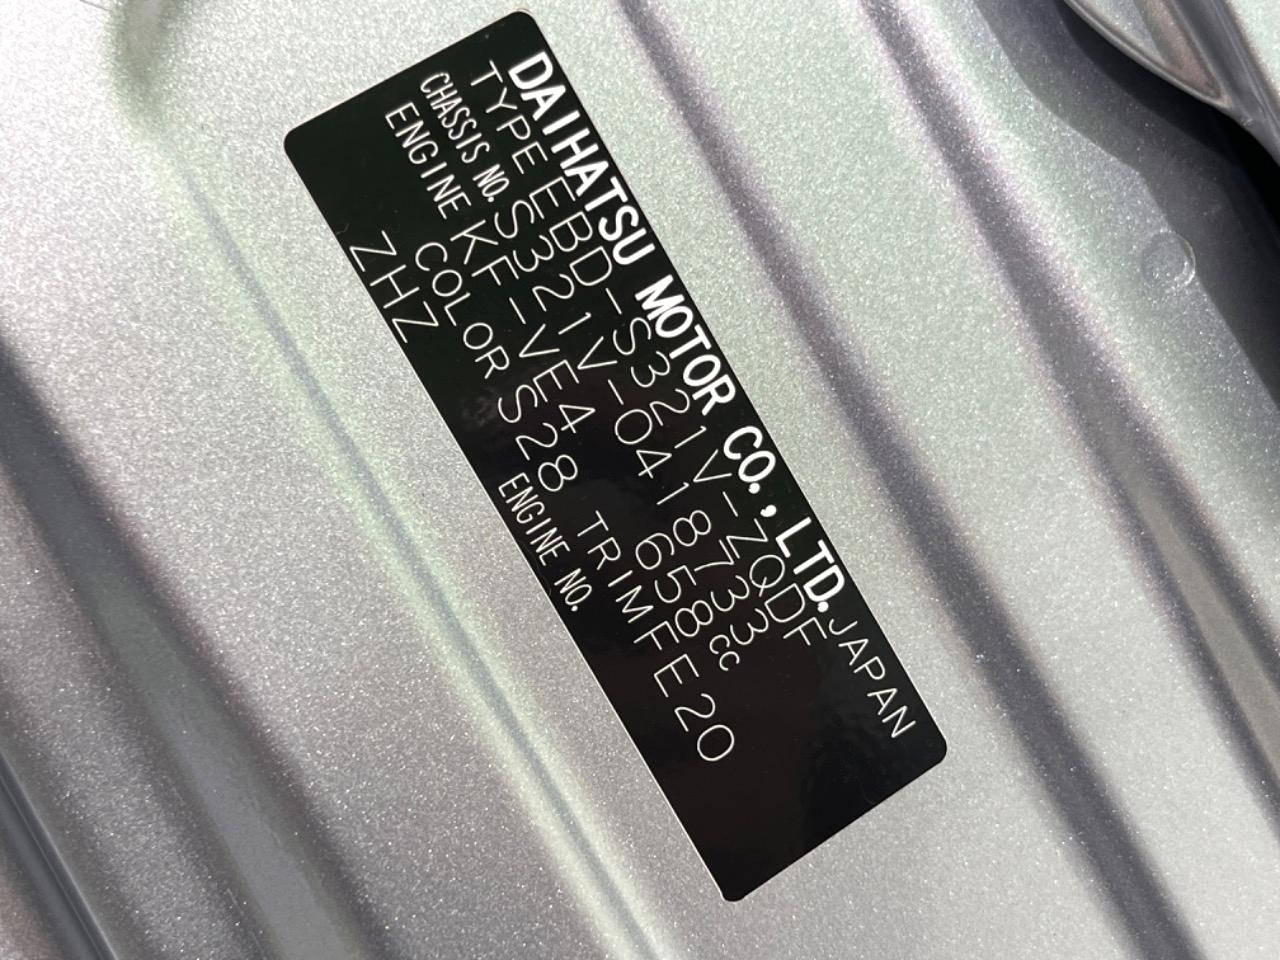 DAIHATSU MOTOR CO., LTD. JAPAN
TYPE EBD-S321V-ZQDF
CHASSIS NO. S321V-0418733
ENGINE KF-VE4 658cc
COLOR S28 TRIM FE20
ZHZ ENGINE NO.